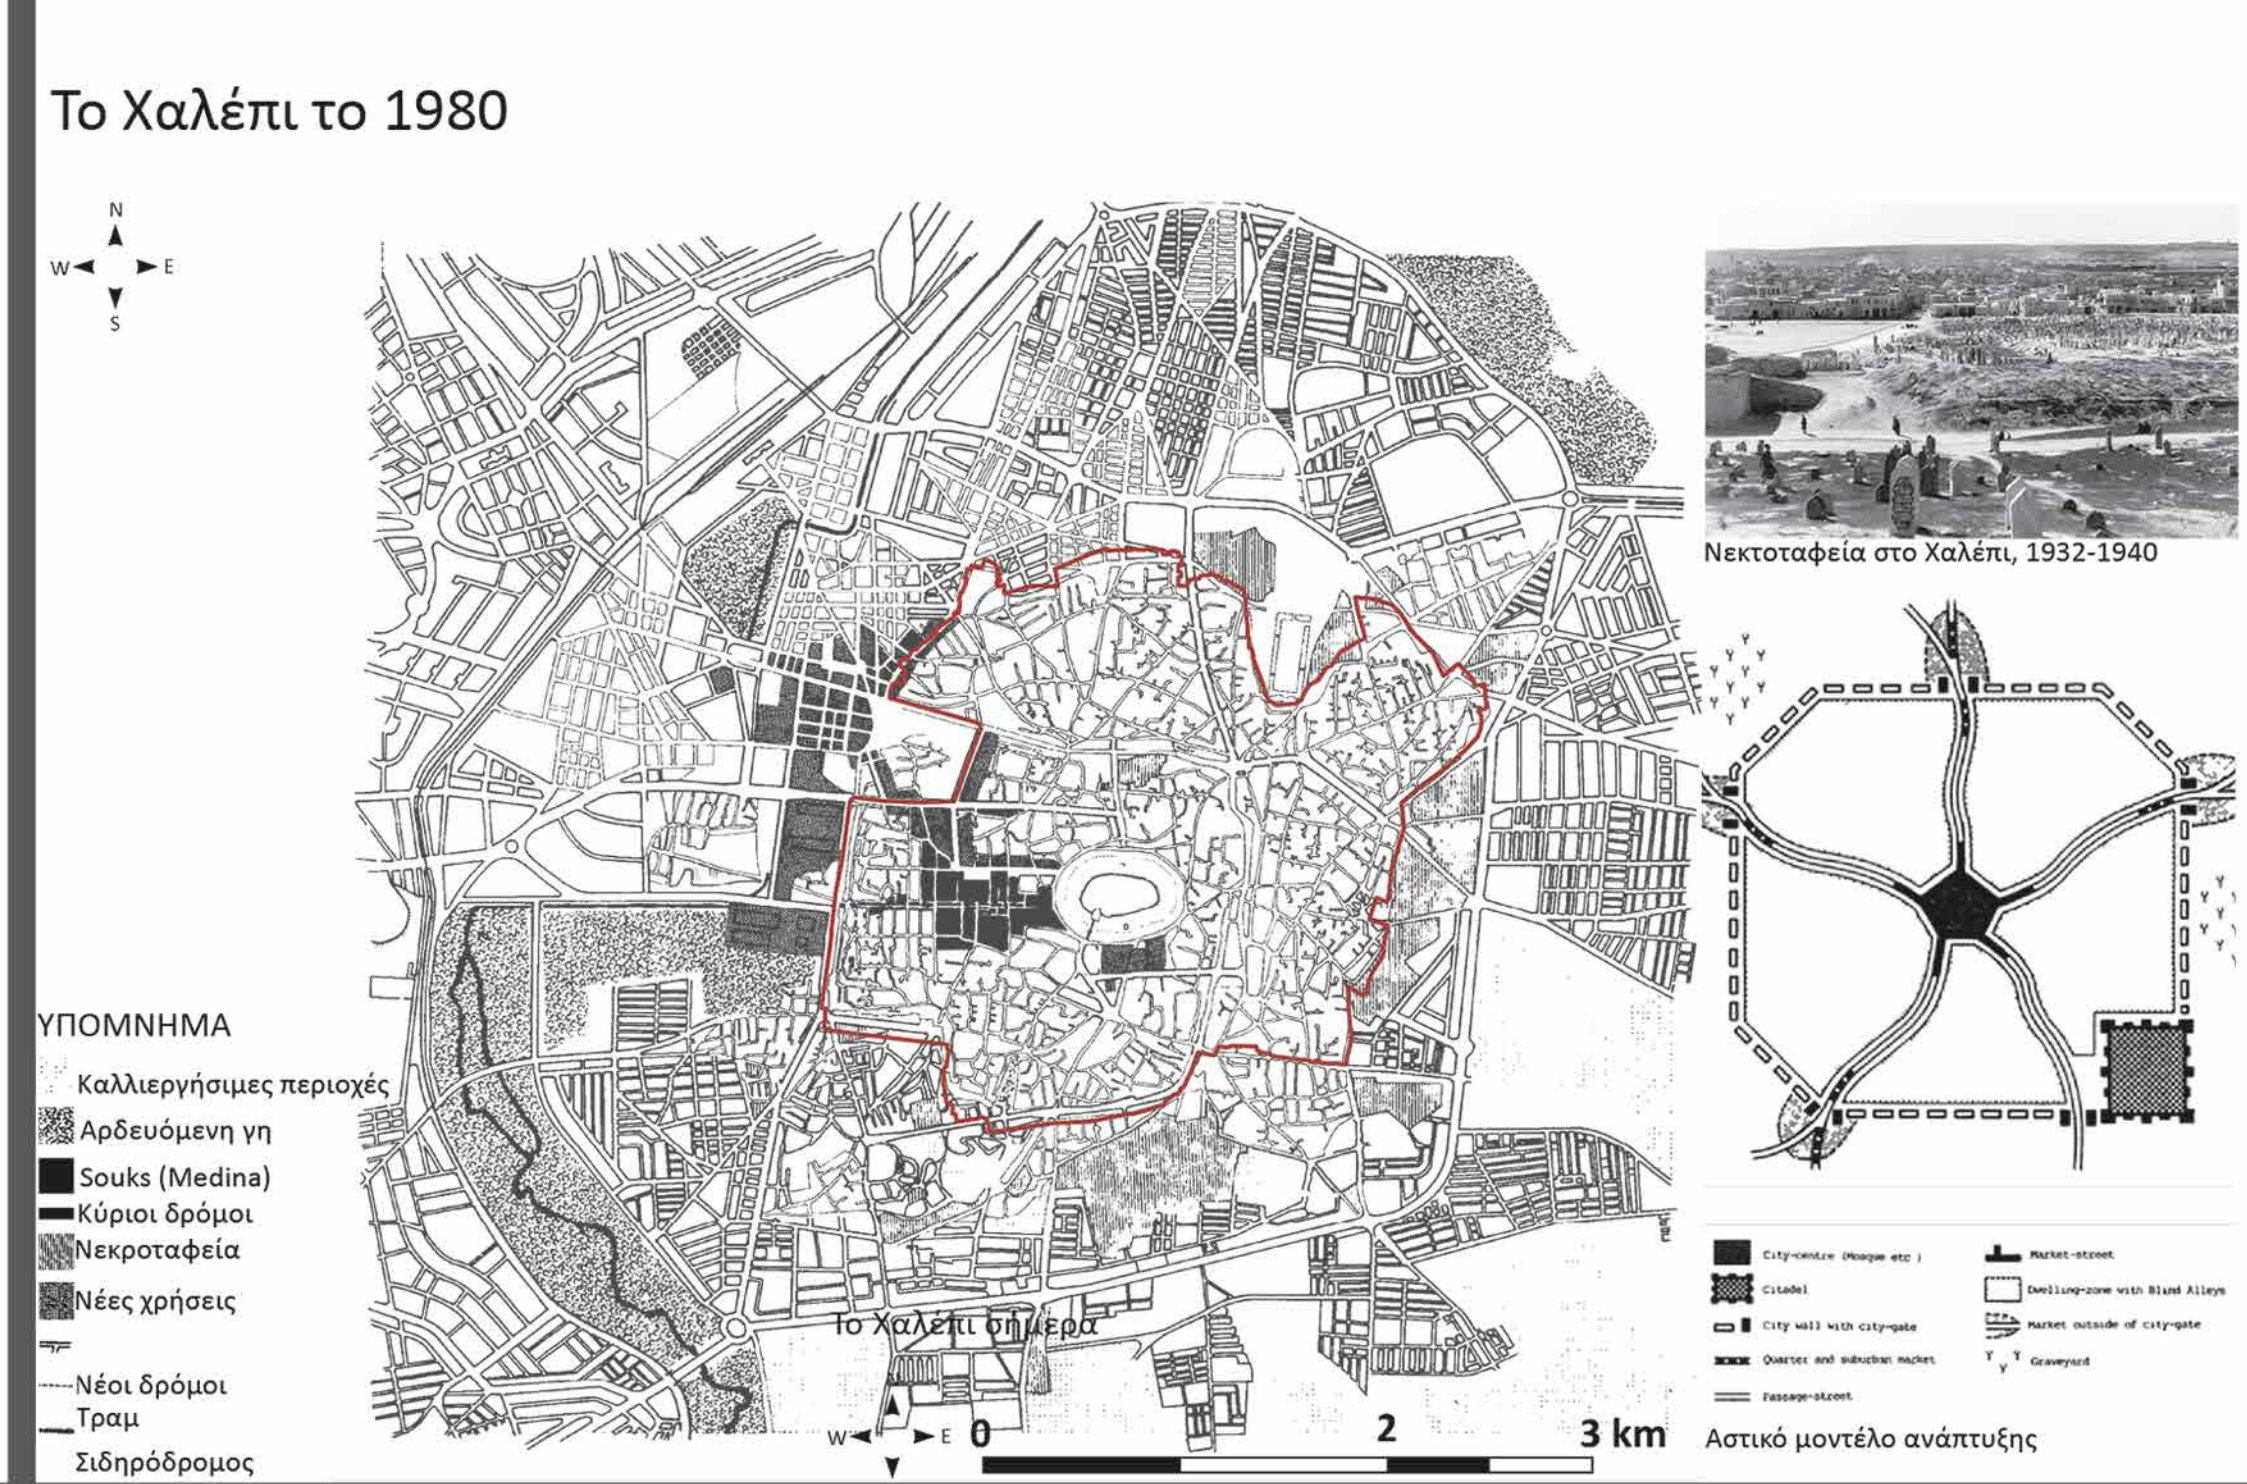 Το Χαλέπι το 1980
N
W E
S
Νεκτοταφεία στο Χαλέπι, 1932-1940
ΥΠΟΜΝΗΜΑ
Καλλιεργήσιμες περιοχές
Αρδευόμενη γη
Souks (Medina)
Κύριοι δρόμοι
Νεκροταφεία
Νέες χρήσεις
Νέοι δρόμοι
Τραμ
Σιδηρόδρομος
Το Χαλέπι σήμερα
W E
0 2 3 km
City-centre (Mosque etc )
Citadel
City wall with city-gate
Quarter and suburban market
Passage-street
Market-street
Dwelling-zone with Blind Alleys
Market outside of city-gate
Graveyard
Αστικό μοντέλο ανάπτυξης